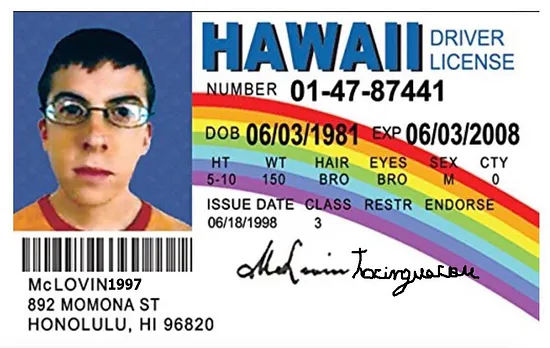 HAWAII DRIVER LICENSE
NUMBER 01-47-87441
DOB 06/03/1981 EXP 06/03/2008
HT WT HAIR EYES SEX CTY
5-10 150 BRO BRO M 0
ISSUE DATE CLASS RESTR ENDORSE
06/18/1998 3
McLovin
McLOVIN1997
892 MOMONA ST
HONOLULU, HI 96820